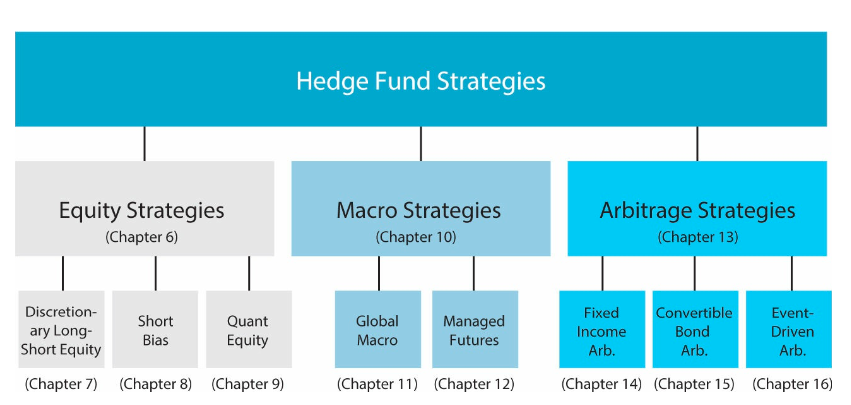 Hedge Fund Strategies
Equity Strategies
(Chapter 6)
Macro Strategies
(Chapter 10)
Arbitrage Strategies
(Chapter 13)
Discretion-
ary Long-
Short Equity
Short
Bias
Quant
Equity
Global
Macro
Managed
Futures
Fixed
Income
Arb.
Convertible
Bond
Arb.
Event-
Driven
Arb.
(Chapter 7)
(Chapter 8)
(Chapter 9)
(Chapter 11)
(Chapter 12)
(Chapter 14)
(Chapter 15)
(Chapter 16)